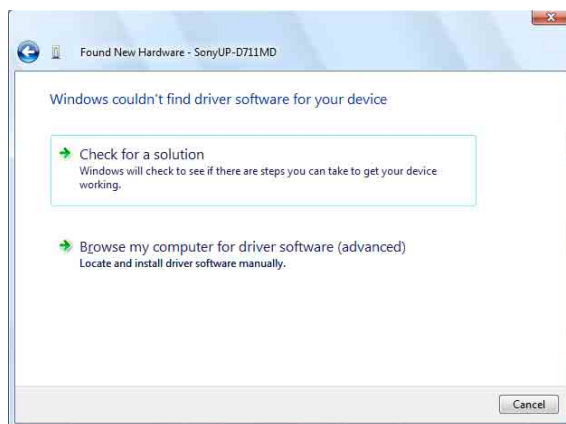 Found New Hardware - SonyUP-D711MD
Windows couldn't find driver software for your device
Check for a solution
Windows will check to see if there are steps you can take to get your device
working.
Browse my computer for driver software (advanced)
Locate and install driver software manually.
Cancel